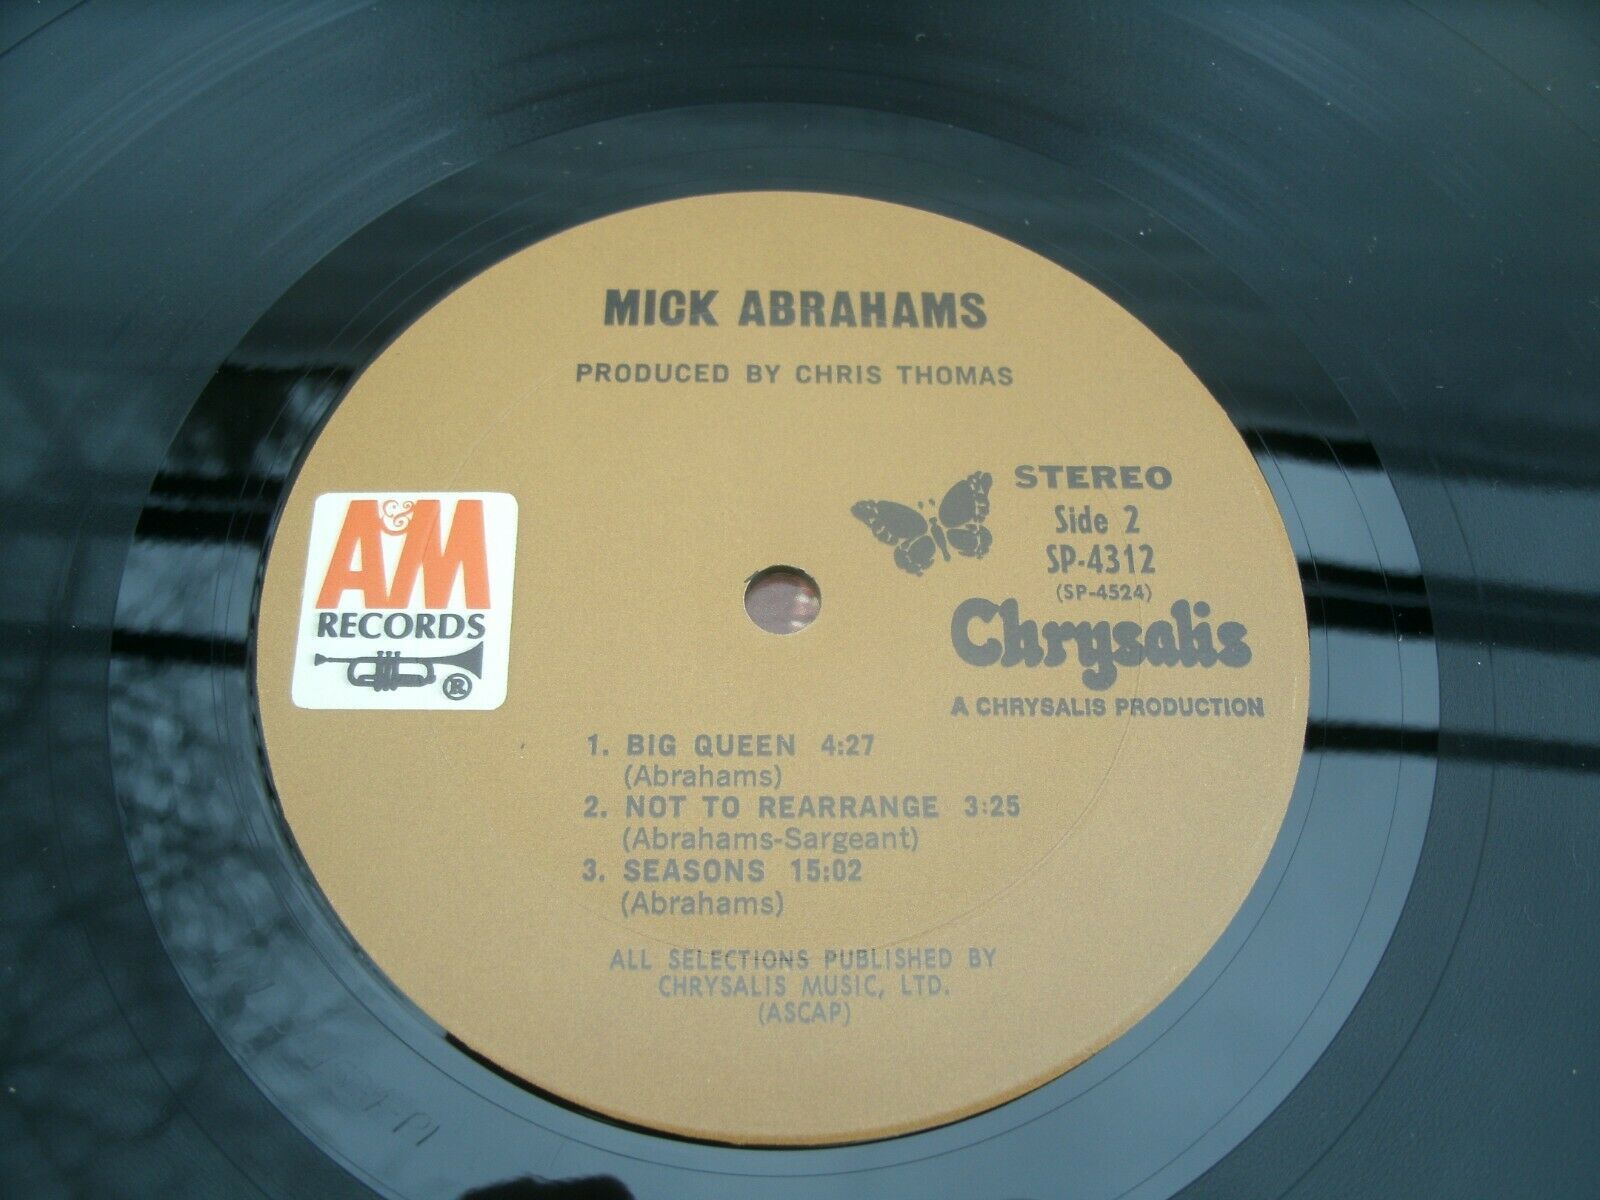 MICK ABRAHAMS
PRODUCED BY CHRIS THOMAS
A&M
RECORDS
®
STEREO
Side 2
SP-4312
(SP-4524)
Chrysalis
A CHRYSALIS PRODUCTION
1. BIG QUEEN 4:27
(Abrahams)
2. NOT TO REARRANGE 3:25
(Abrahams-Sargeant)
3. SEASONS 15:02
(Abrahams)
ALL SELECTIONS PUBLISHED BY
CHRYSALIS MUSIC, LTD.
(ASCAP)